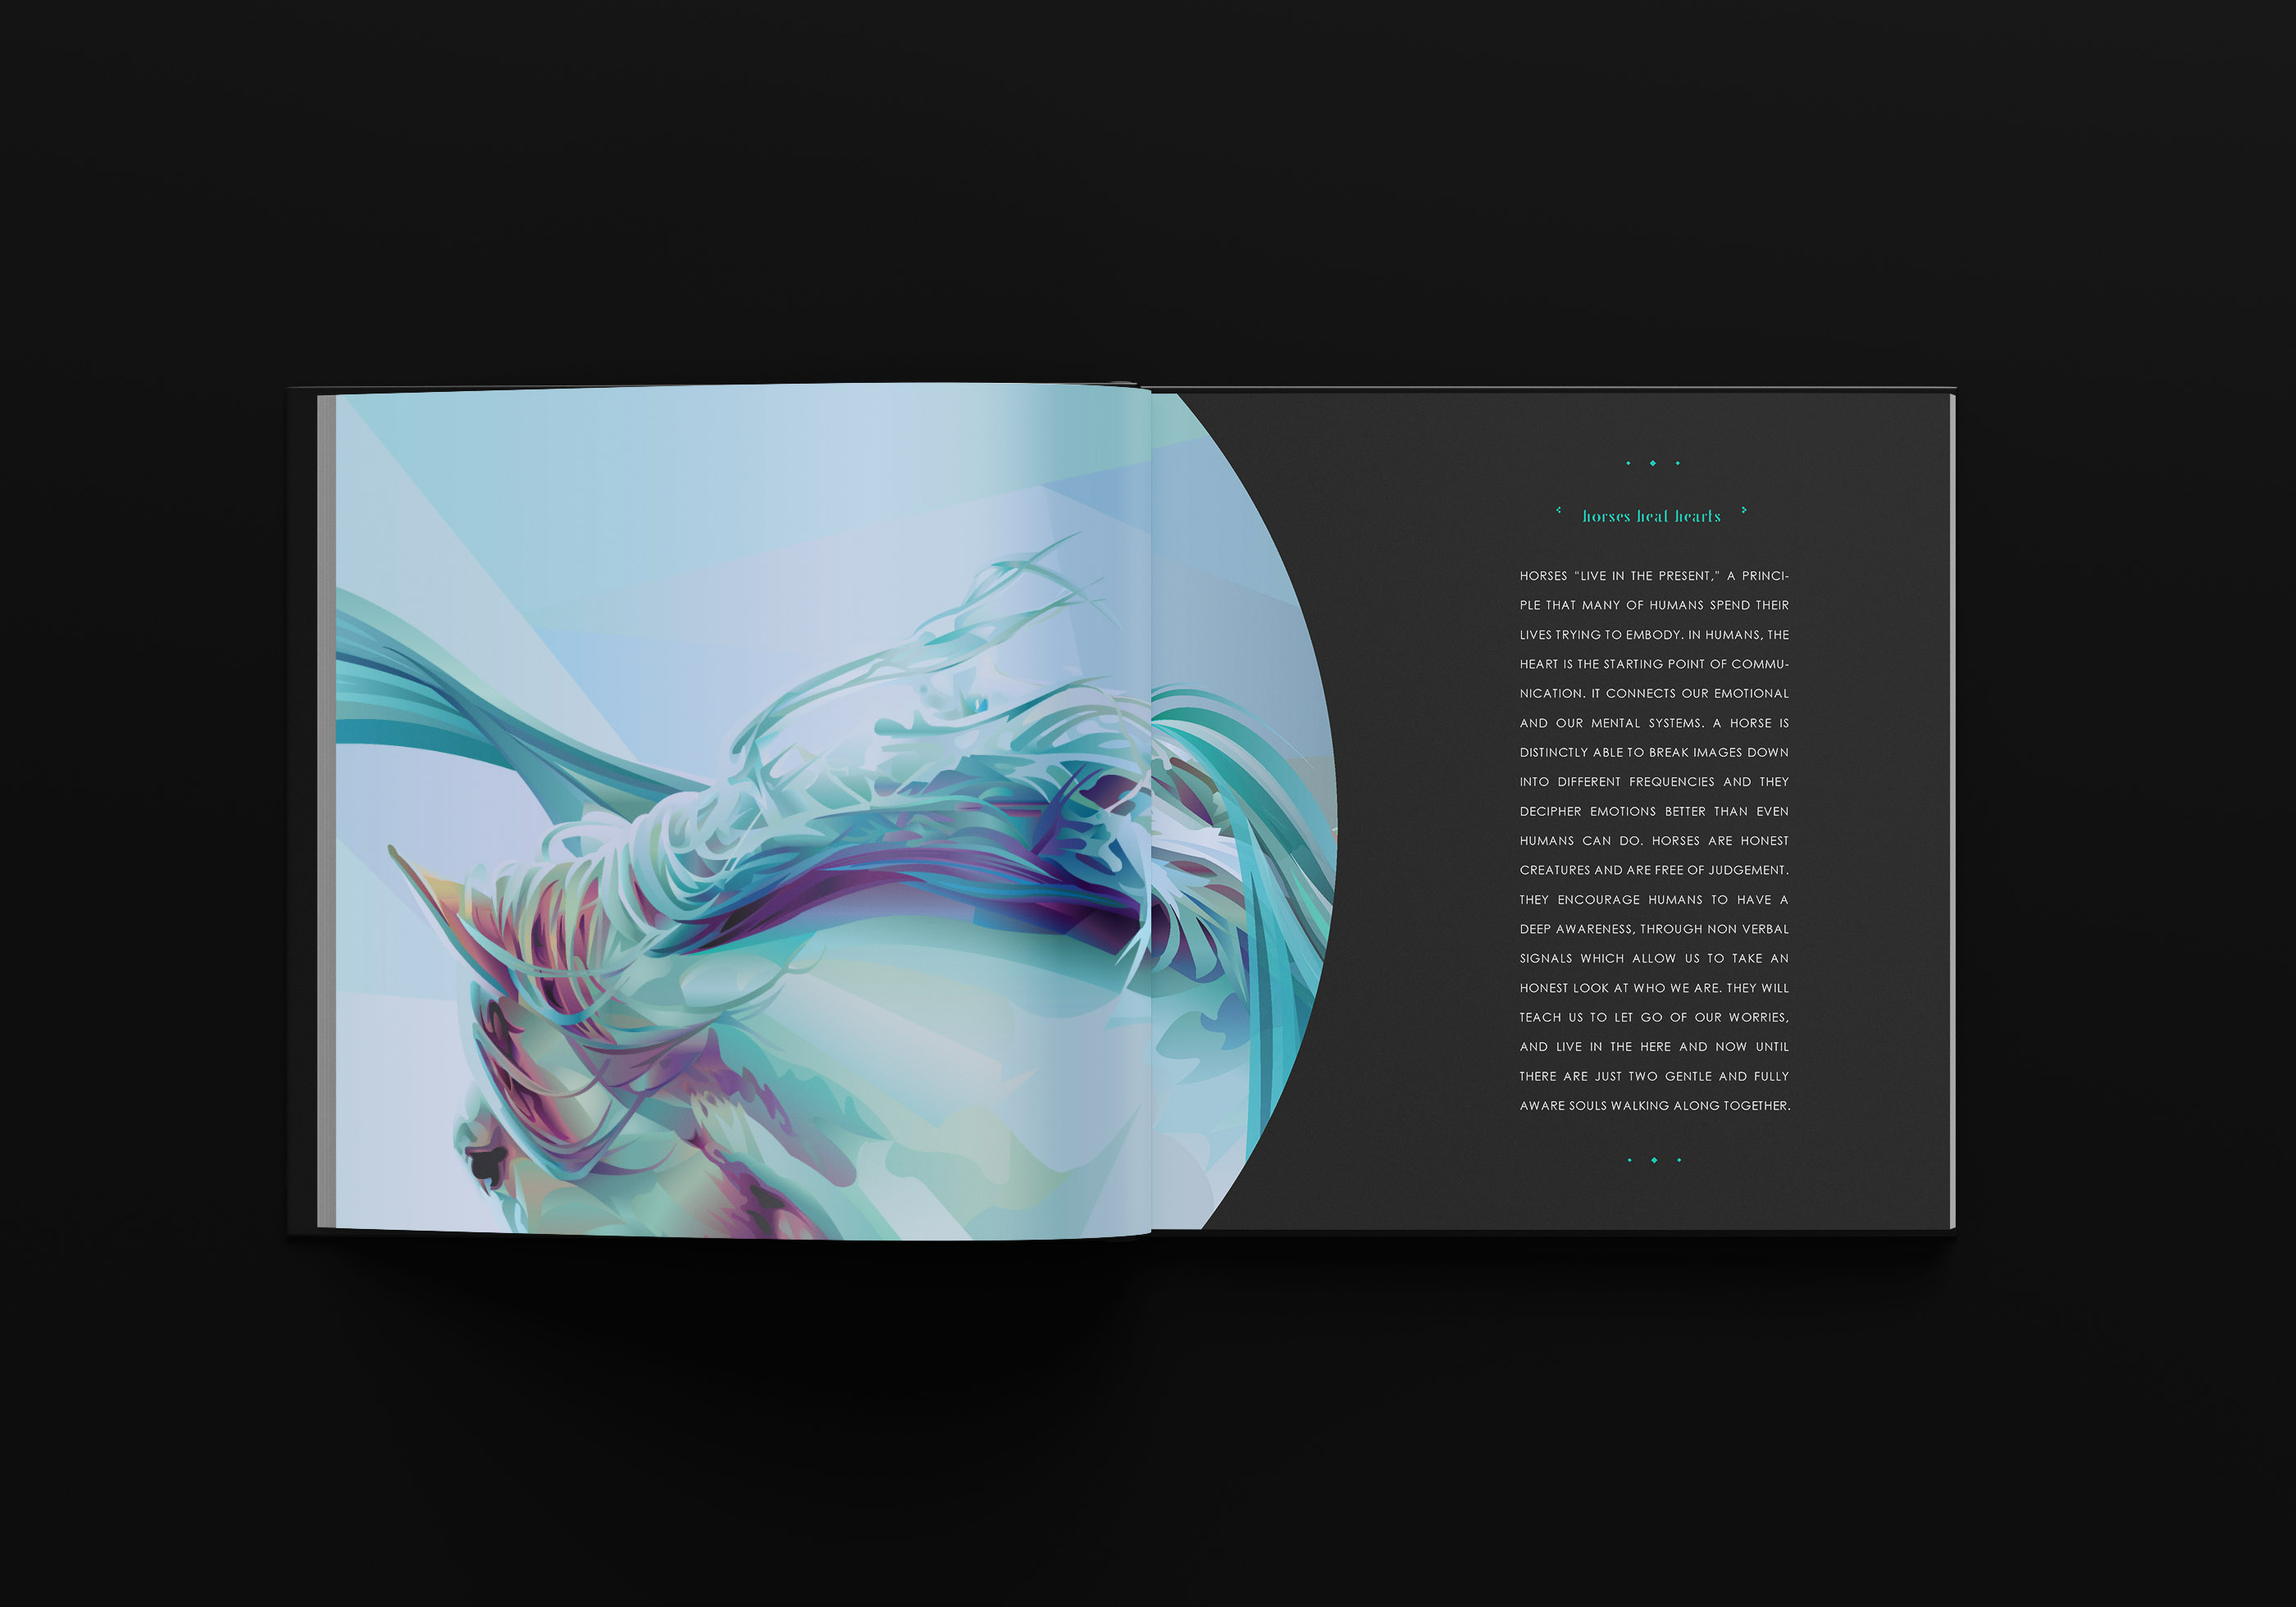 horses heal hearts
HORSES "LIVE IN THE PRESENT," A PRINCI-
PLE THAT MANY OF HUMANS SPEND THEIR
LIVES TRYING TO EMBODY. IN HUMANS, THE
HEART IS THE STARTING POINT OF COMMU-
NICATION. IT CONNECTS OUR EMOTIONAL
AND OUR MENTAL SYSTEMS. A HORSE IS
DISTINCTLY ABLE TO BREAK IMAGES DOWN
INTO DIFFERENT FREQUENCIES AND THEY
DECIPHER EMOTIONS BETTER THAN EVEN
HUMANS CAN DO. HORSES ARE HONEST
CREATURES AND ARE FREE OF JUDGEMENT.
THEY ENCOURAGE HUMANS TO HAVE A
DEEP AWARENESS, THROUGH NON VERBAL
SIGNALS WHICH ALLOW US TO TAKE AN
HONEST LOOK AT WHO WE ARE. THEY WILL
TEACH US TO LET GO OF OUR WORRIES,
AND LIVE IN THE HERE AND NOW UNTIL
THERE ARE JUST TWO GENTLE AND FULLY
AWARE SOULS WALKING ALONG TOGETHER.